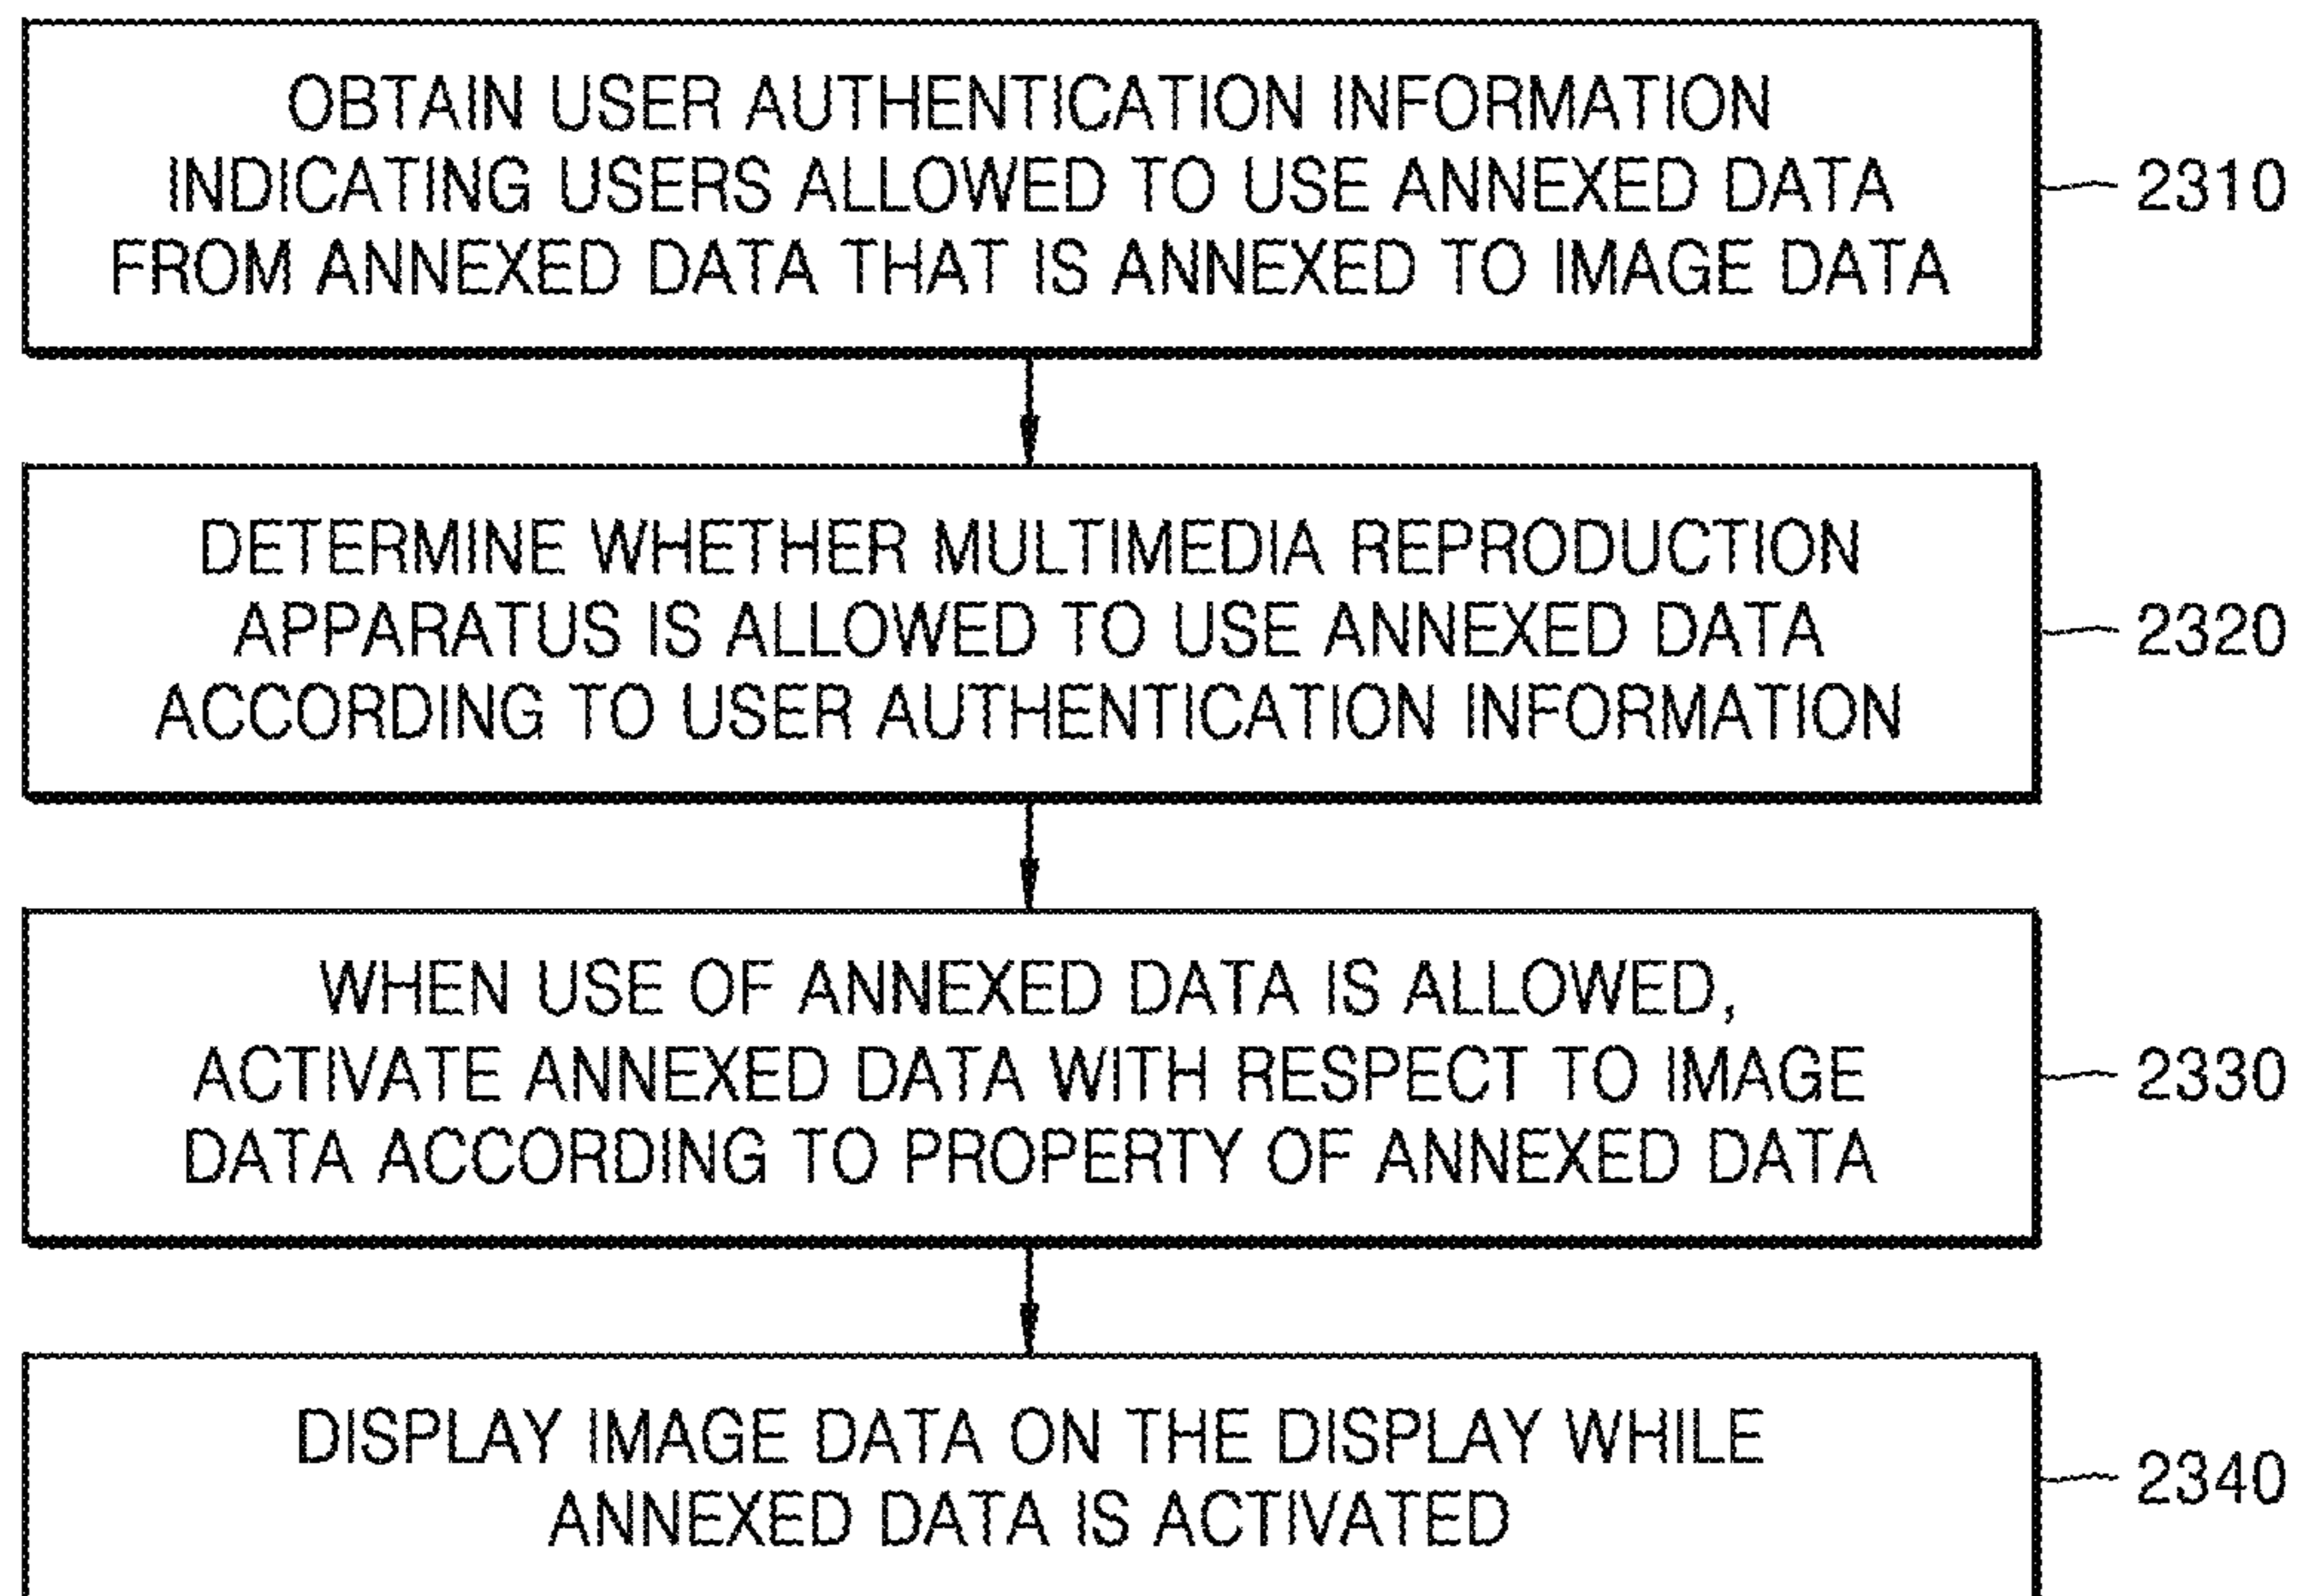 OBTAIN USER AUTHENTICATION INFORMATION
INDICATING USERS ALLOWED TO USE ANNEXED DATA
FROM ANNEXED DATA THAT IS ANNEXED TO IMAGE DATA
2310
DETERMINE WHETHER MULTIMEDIA REPRODUCTION
APPARATUS IS ALLOWED TO USE ANNEXED DATA
ACCORDING TO USER AUTHENTICATION INFORMATION
2320
WHEN USE OF ANNEXED DATA IS ALLOWED,
ACTIVATE ANNEXED DATA WITH RESPECT TO IMAGE
DATA ACCORDING TO PROPERTY OF ANNEXED DATA
2330
DISPLAY IMAGE DATA ON THE DISPLAY WHILE
ANNEXED DATA IS ACTIVATED
2340